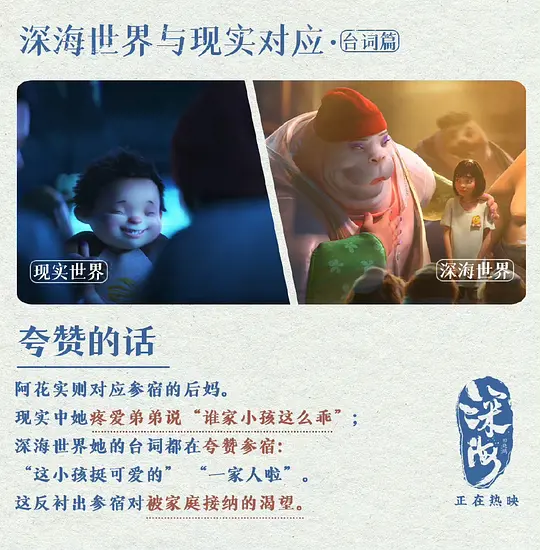 深海世界与现实对应·台词篇
现实世界
深海世界
夸赞的话
阿花实则对应参宿的后妈。
现实中她疼爱弟弟说“谁家小孩这么乖”；
深海世界她的台词都在夸赞参宿：
“这小孩挺可爱的” “一家人啦”。
这反衬出参宿对被家庭接纳的渴望。
深海
正在热映